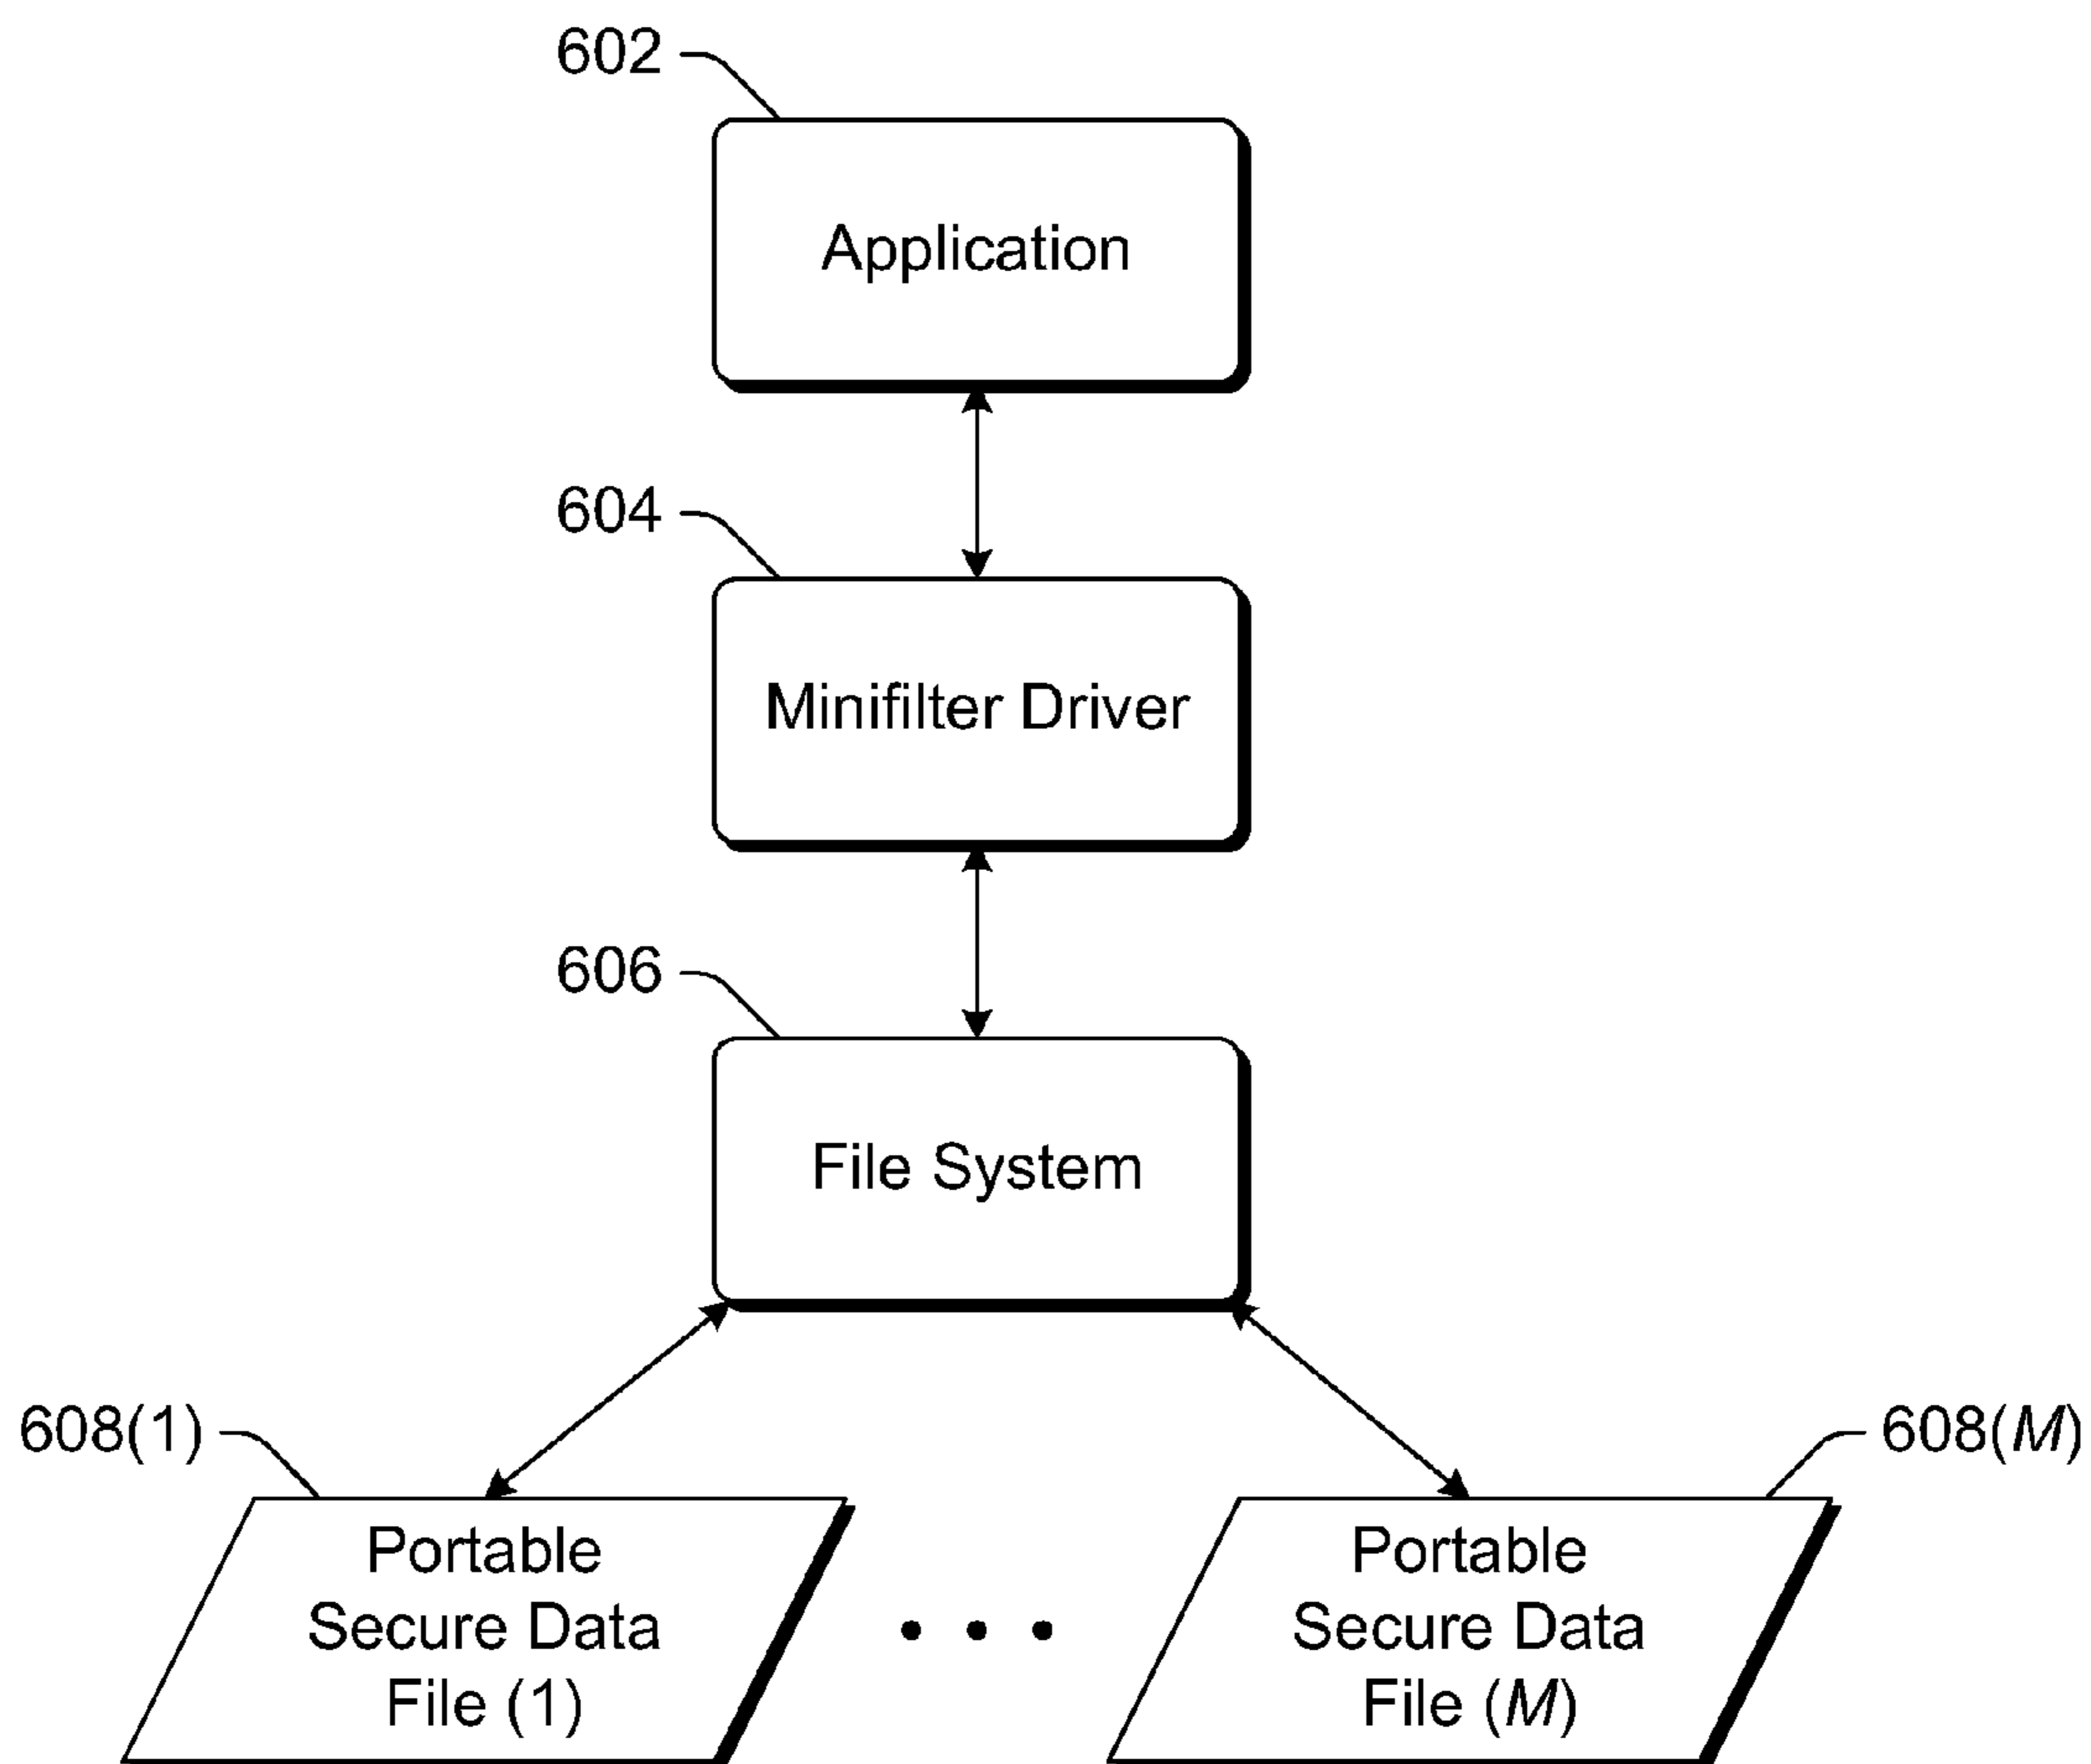 602
Application
604
Minifilter Driver
606
File System
608(1)
608(M)
Portable
Secure Data
File (1)
Portable
Secure Data
File (M)